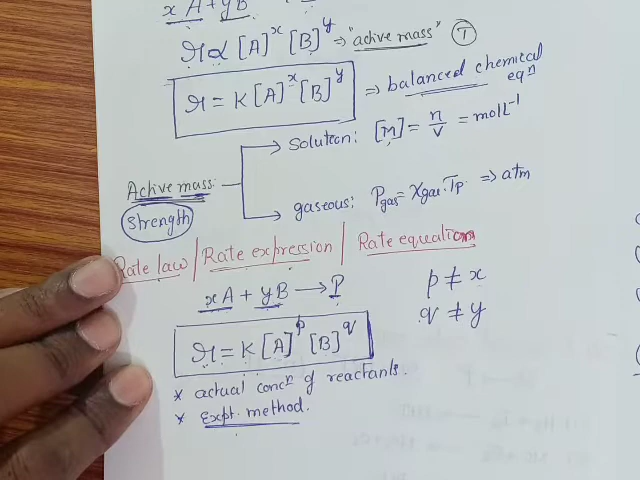 xA + yB
r α [A]^x [B]^y ⇒ "active mass" (T)
r = K[A]^x [B]^y ⇒ balanced chemical eqn
Active mass
Strength
Solution: [M] = n/V = mol L^-1
gaseous: Pgas = Xgas · Tp. ⇒ atm
Rate law / Rate expression / Rate equation
xA + yB → P
p ≠ x
q ≠ y
r = K[A]^p [B]^q
* actual concn of reactants.
* Expt. method.